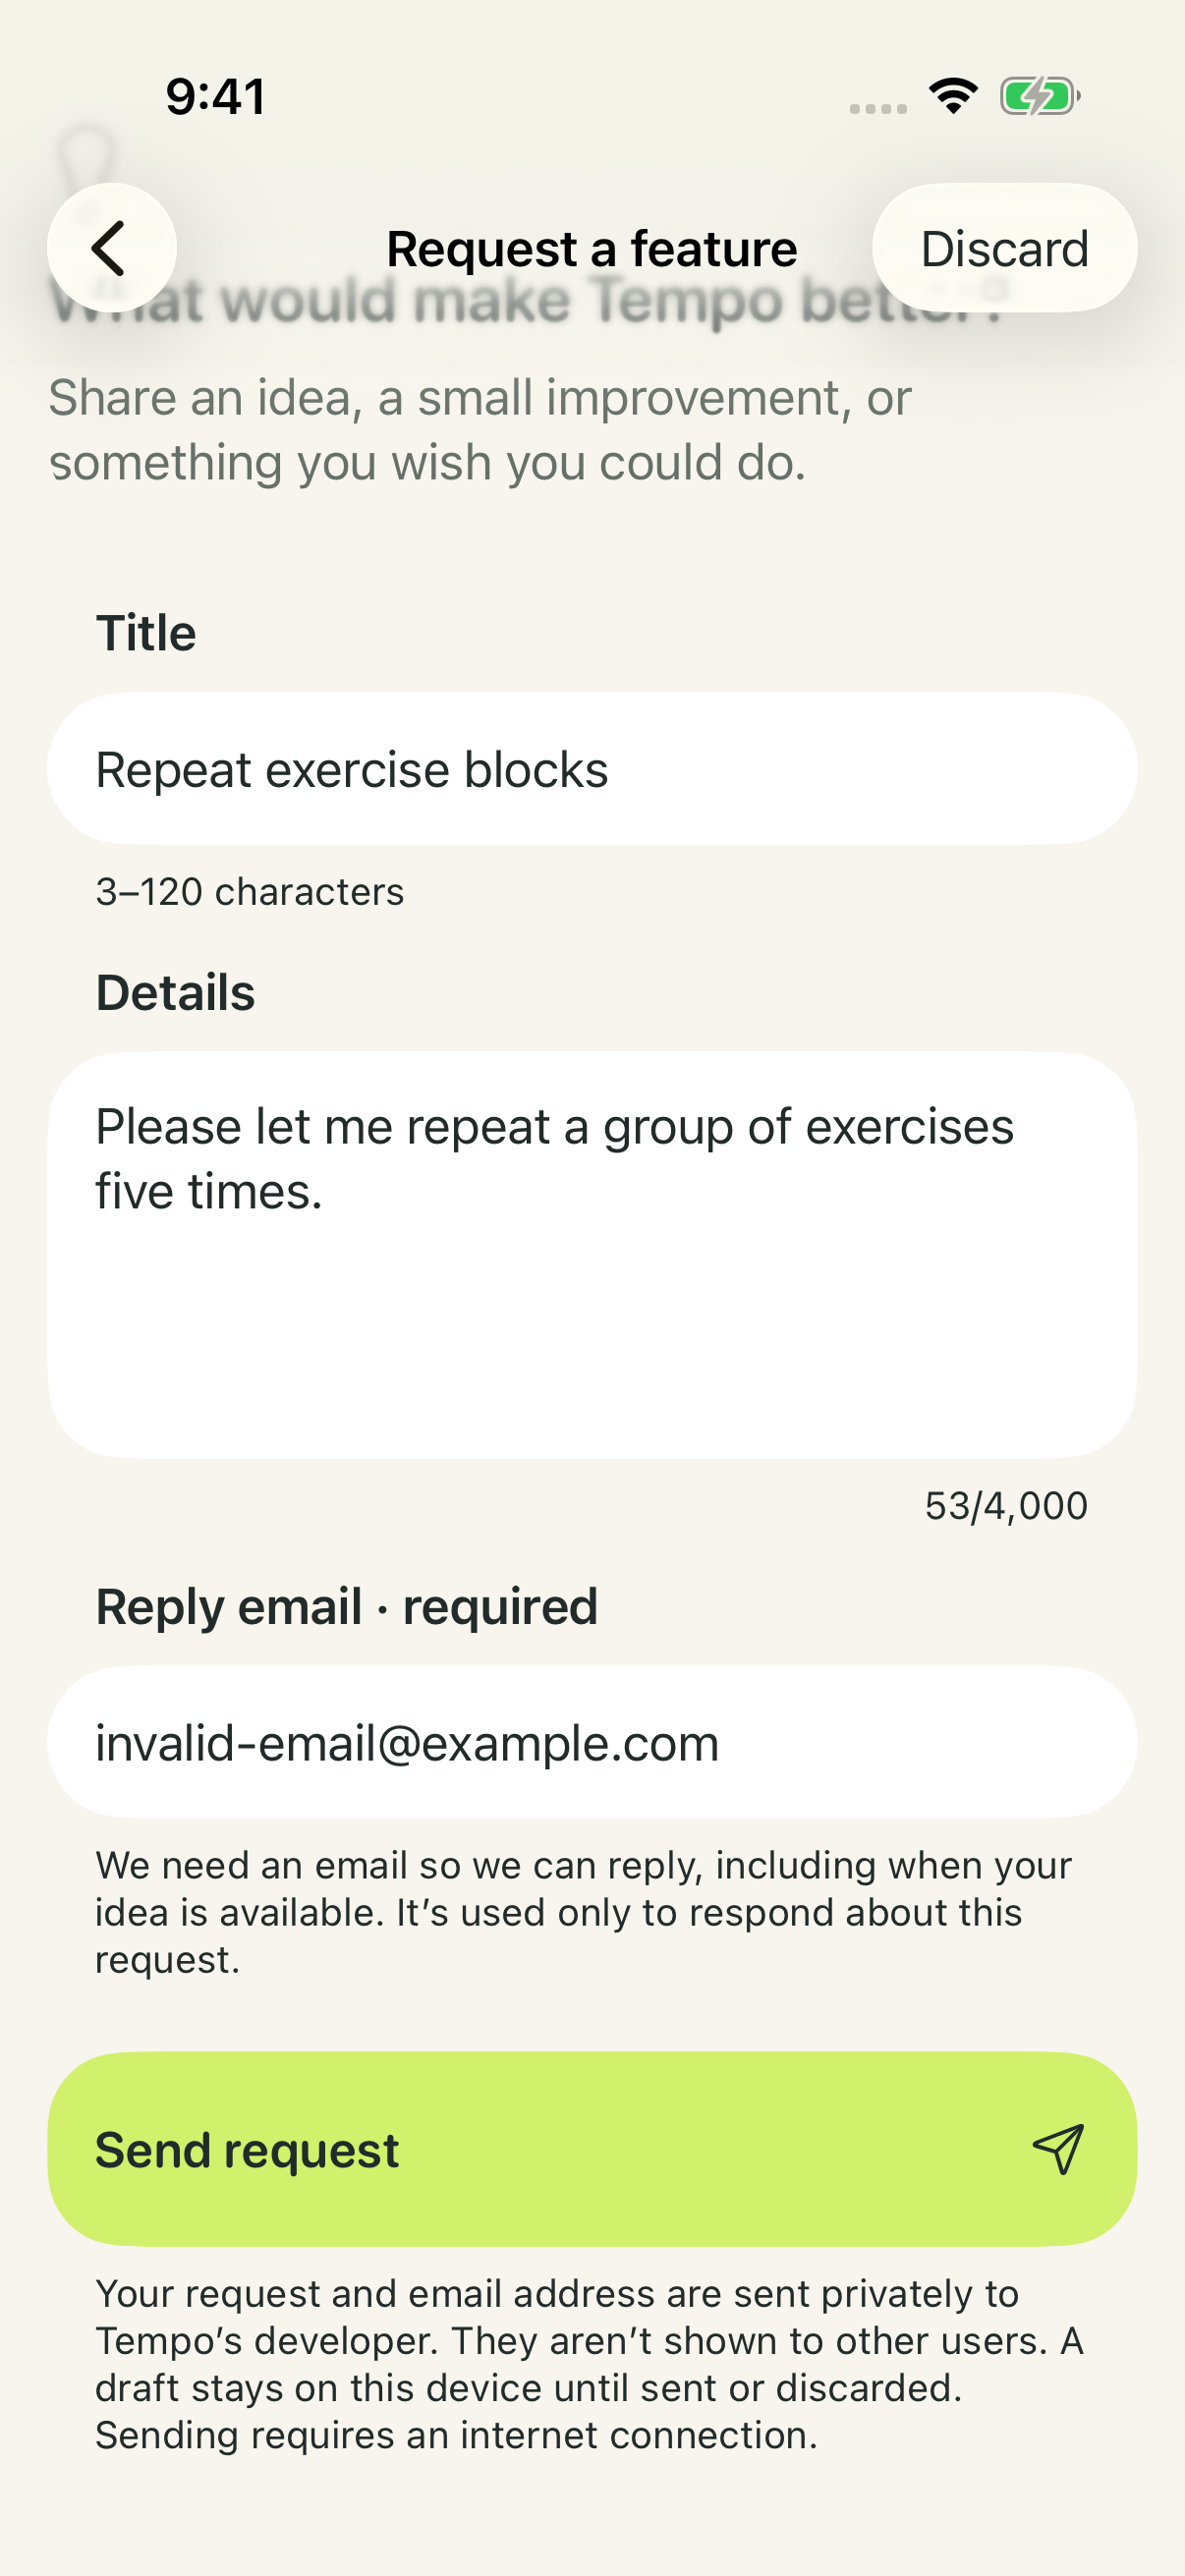 9:41
Request a feature
Discard
What would make Tempo better?
Share an idea, a small improvement, or
something you wish you could do.
Title
Repeat exercise blocks
3–120 characters
Details
Please let me repeat a group of exercises
five times.
53/4,000
Reply email · required
invalid-email@example.com
We need an email so we can reply, including when your
idea is available. It’s used only to respond about this
request.
Send request
Your request and email address are sent privately to
Tempo’s developer. They aren’t shown to other users. A
draft stays on this device until sent or discarded.
Sending requires an internet connection.